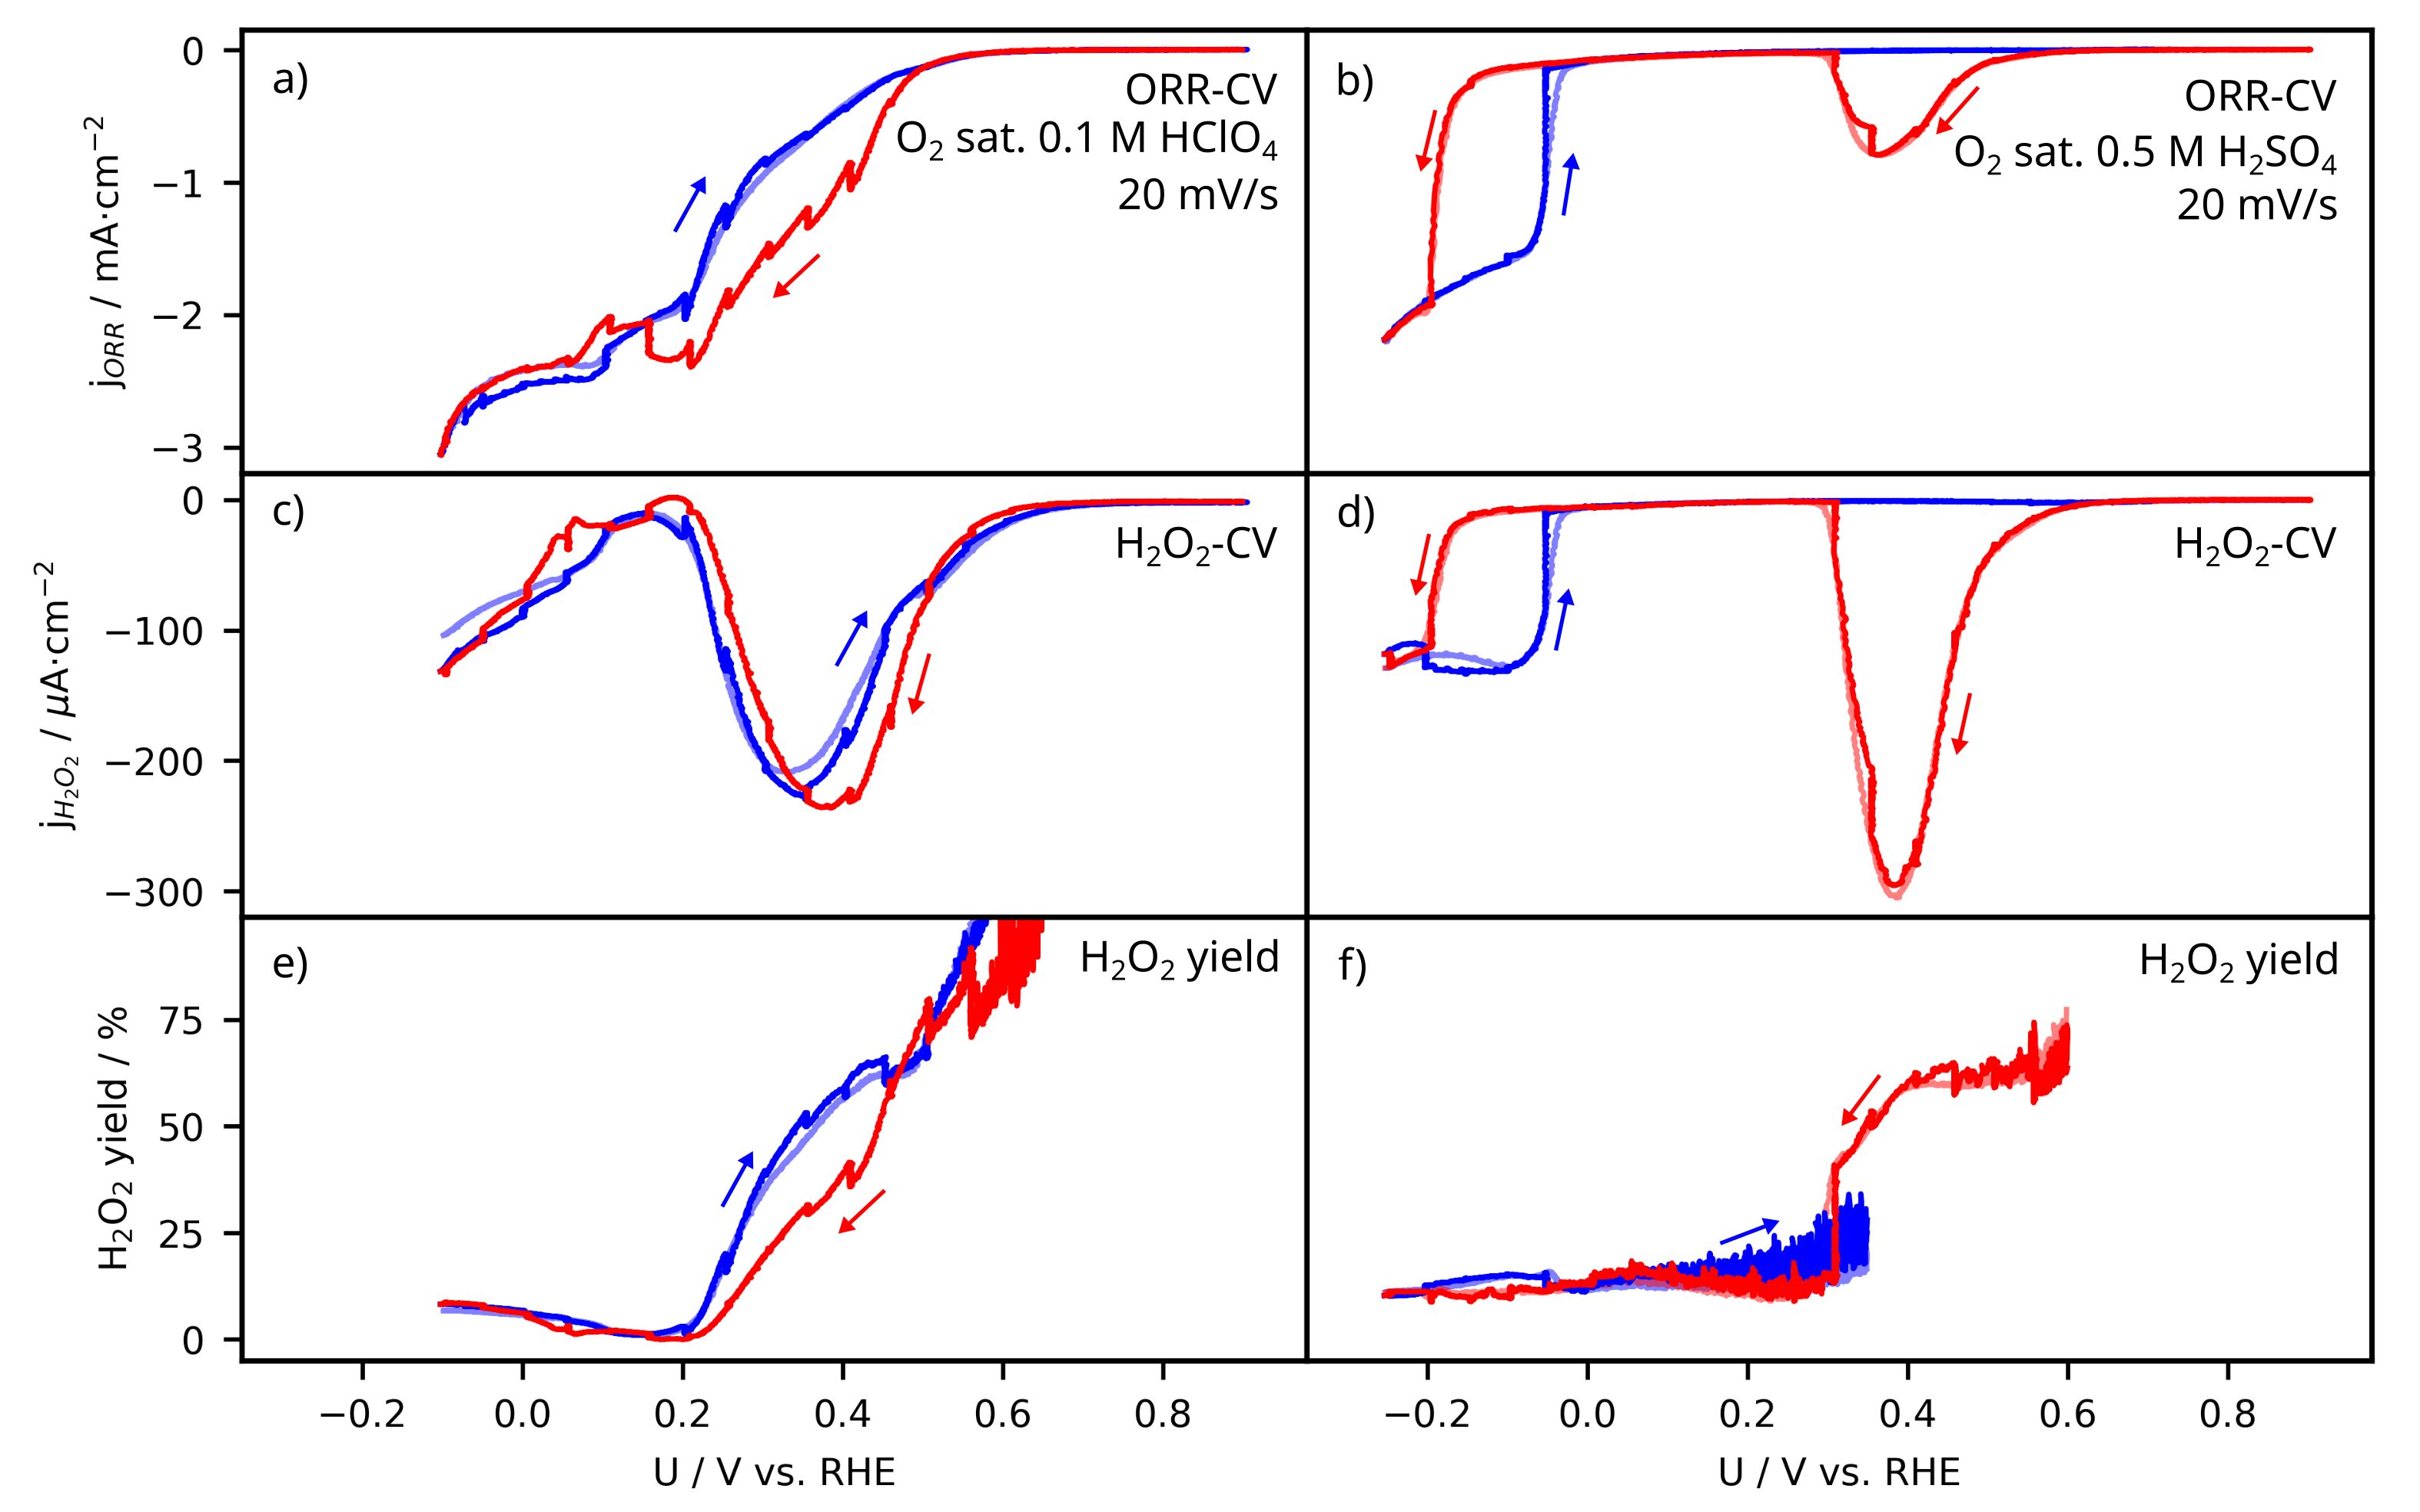 a)
ORR-CV
O₂ sat. 0.1 M HClO₄
20 mV/s
j_ORR / mA·cm⁻²
0
−1
−2
−3
b)
ORR-CV
O₂ sat. 0.5 M H₂SO₄
20 mV/s
c)
H₂O₂-CV
j_H₂O₂ / μA·cm⁻²
0
−100
−200
−300
d)
H₂O₂-CV
e)
H₂O₂ yield
H₂O₂ yield / %
75
50
25
0
f)
H₂O₂ yield
−0.2 0.0 0.2 0.4 0.6 0.8
U / V vs. RHE
−0.2 0.0 0.2 0.4 0.6 0.8
U / V vs. RHE